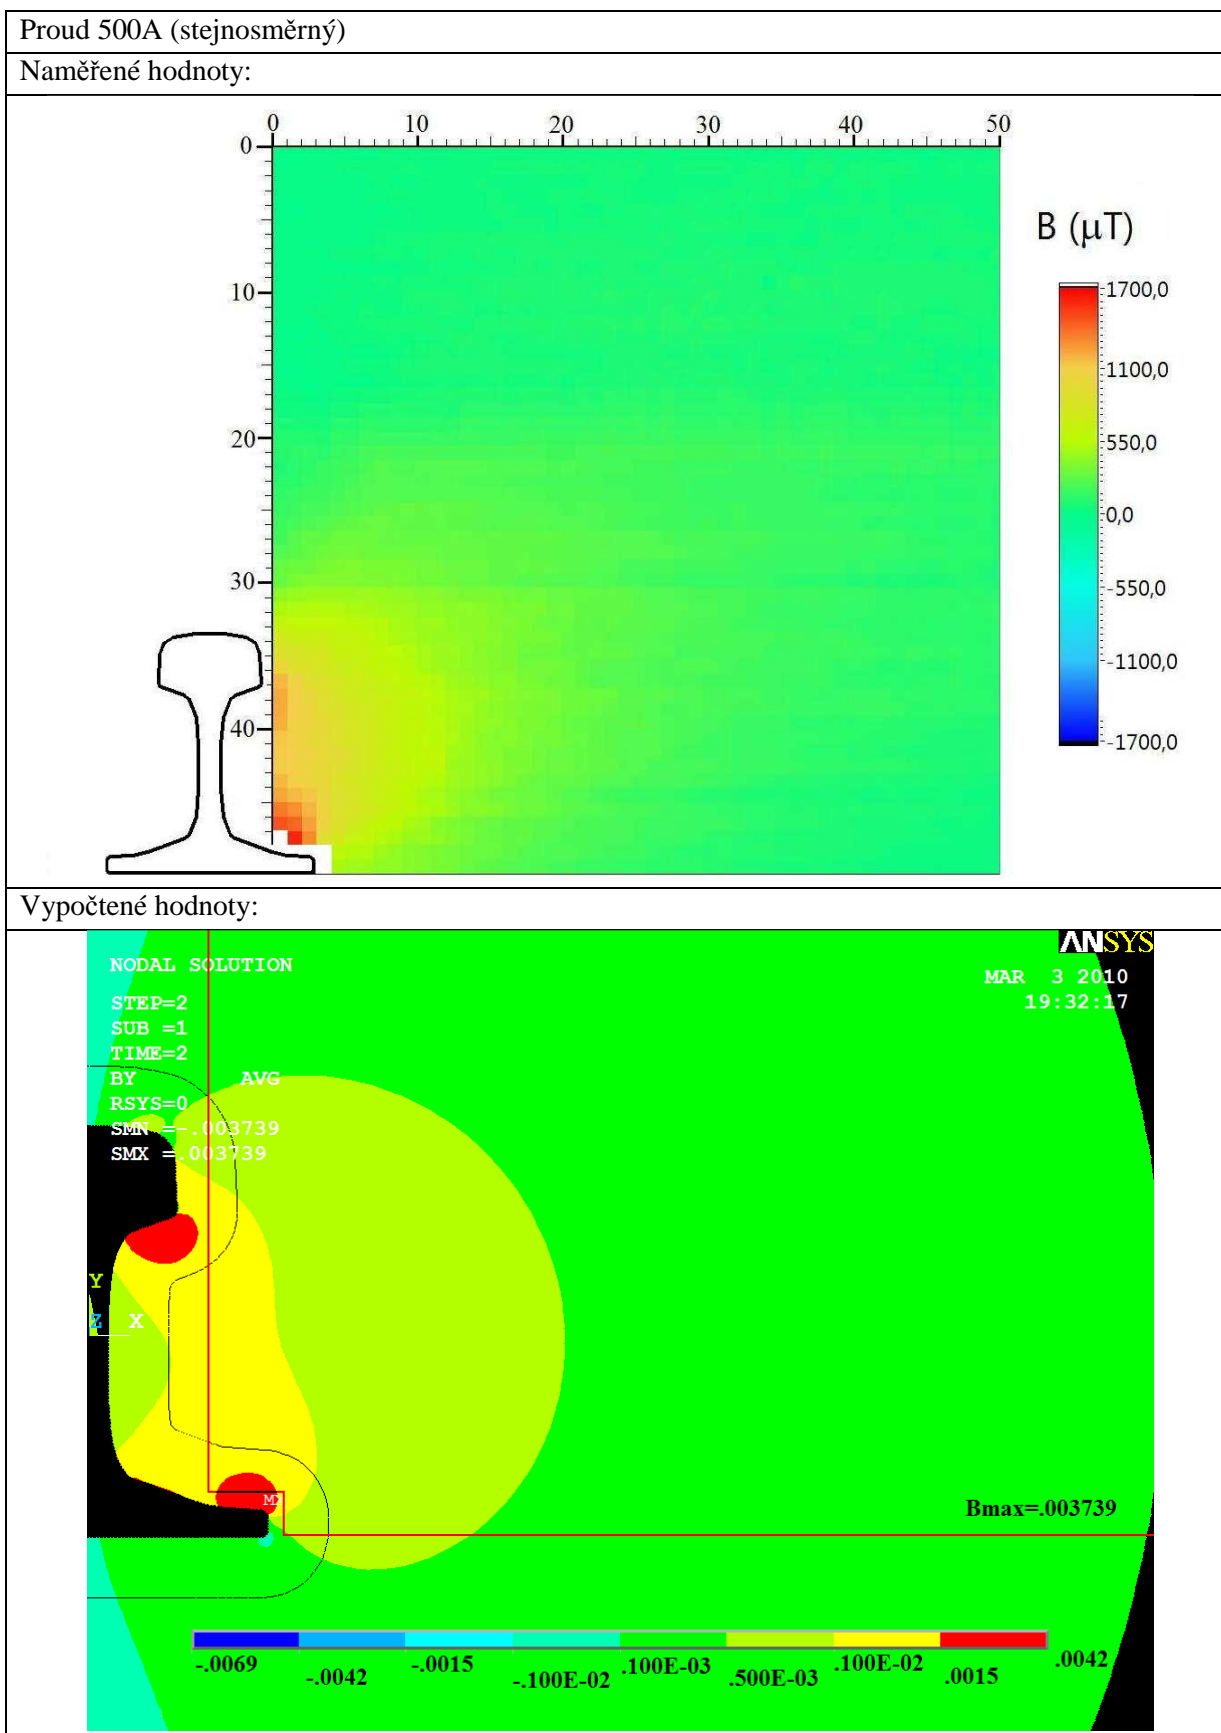 Proud 500A (stejnosměrný)
Naměřené hodnoty:
0 10 20 30 40 50
0
10
20
30
40
B (µT)
1700,0
1100,0
550,0
0,0
-550,0
-1100,0
-1700,0
Vypočtené hodnoty:
ANSYS
NODAL SOLUTION
MAR 3 2010
19:32:17
STEP=2
SUB =1
TIME=2
BY AVG
RSYS=0
SMN =-.003739
SMX =.003739
Y
Z X
MX
Bmax=.003739
-.0069 -.0042 -.0015 -.100E-02 .100E-03 .500E-03 .100E-02 .0015 .0042